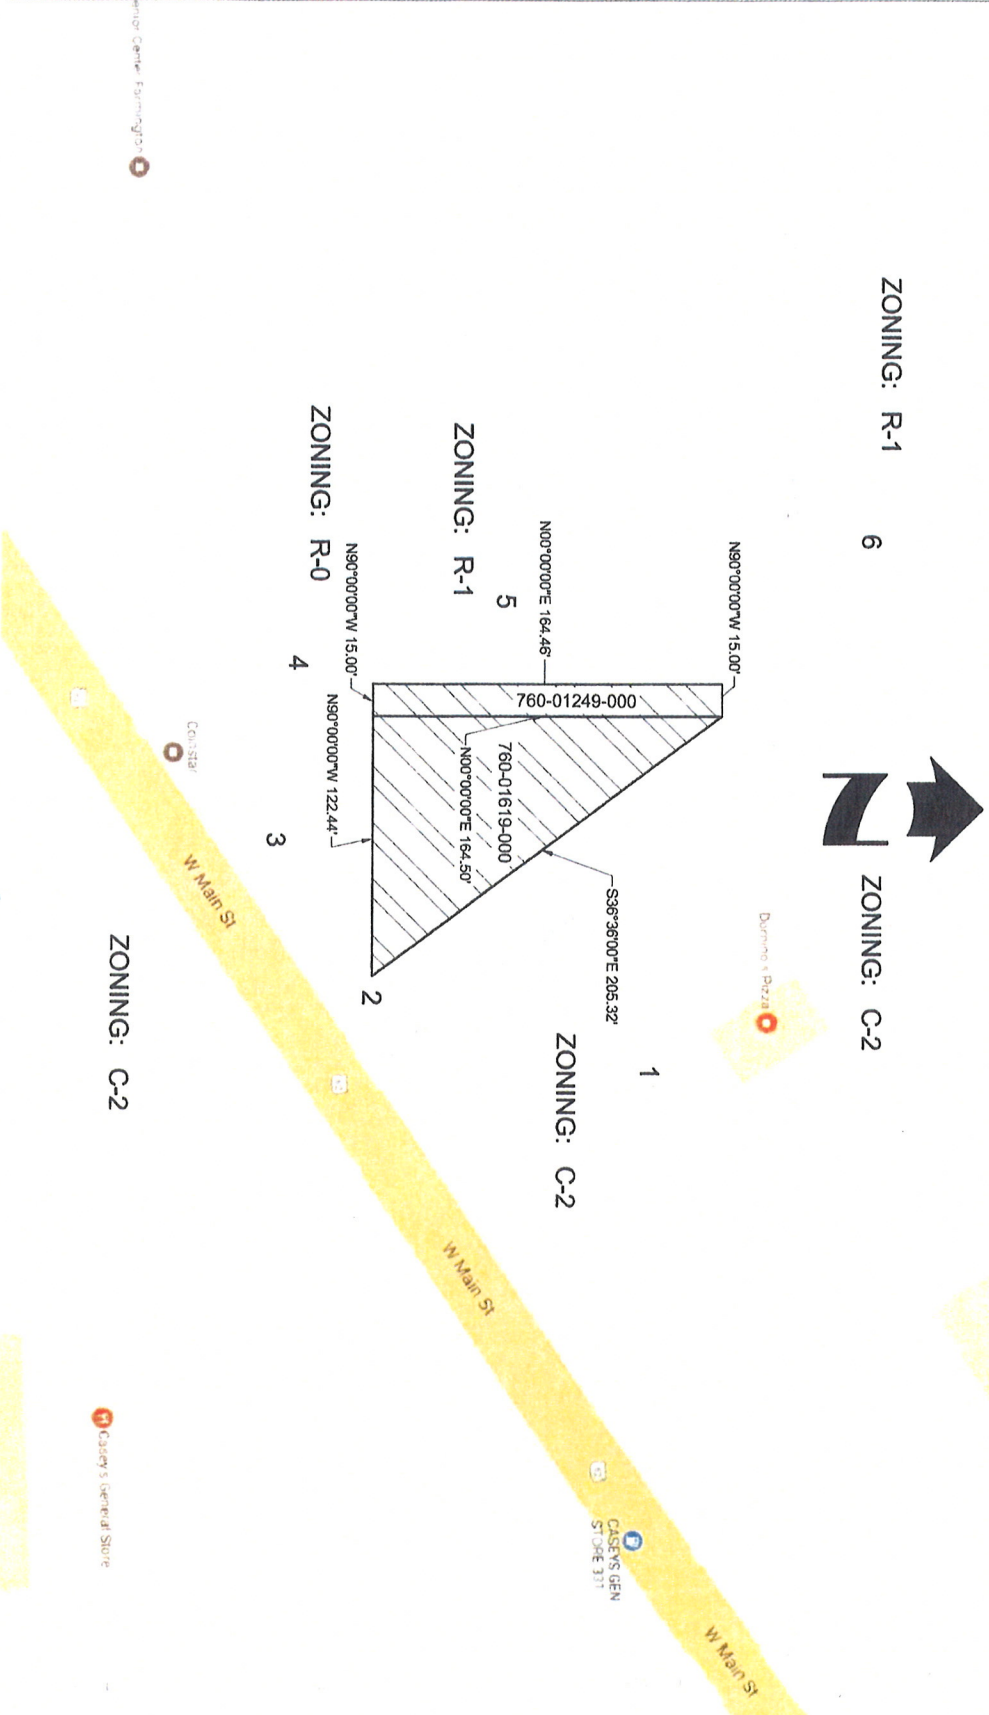 ZONING: R-1
6
ZONING: C-2
N90°00'00"W 15.00'
Domino's Pizza
1
S36°36'00"E 205.32'
ZONING: C-2
N00°00'00"E 164.46'
760-01249-000
5
760-01619-000
N00°00'00"E 164.50'
ZONING: R-1
2
N90°00'00"W 15.00'
N90°00'00"W 122.44'
ZONING: R-0
4
3
Coinstar
W Main St
W Main St
W Main St
CASEYS GEN
STORE 331
ZONING: C-2
Casey's General Store
Center Farmington